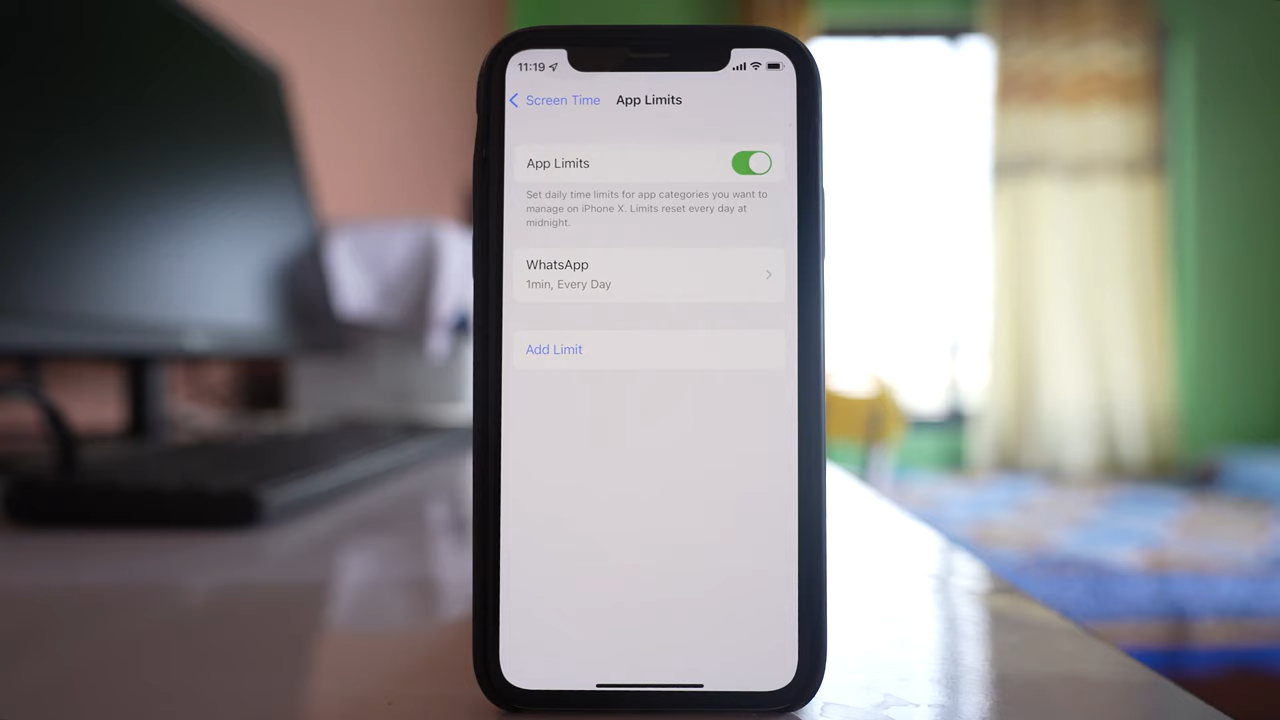 11:19
Screen Time App Limits
App Limits
Set daily time limits for app categories you want to
manage on iPhone X. Limits reset every day at
midnight.
WhatsApp
1min, Every Day
Add Limit